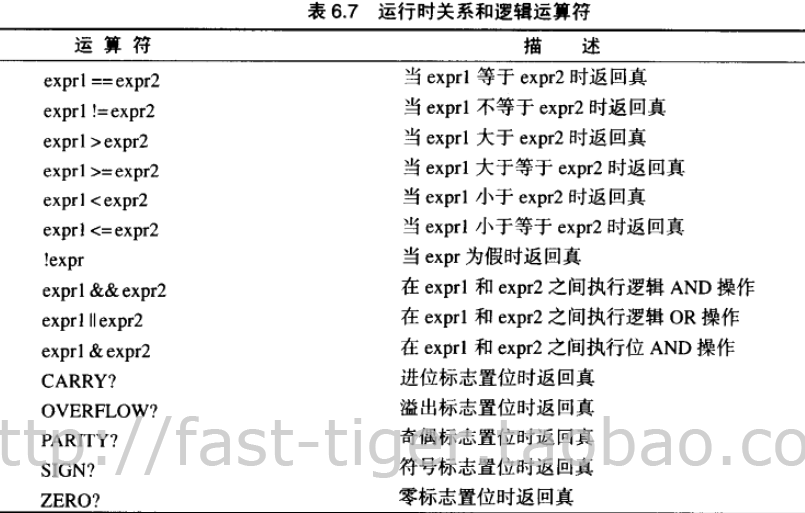 表 6.7 运行时关系和逻辑运算符
运 算 符 描 述
expr1 ==expr2 当 expr1 等于 expr2 时返回真
expr1 !=expr2 当 expr1 不等于 expr2 时返回真
expr1 >expr2 当 expr1 大于 expr2 时返回真
expr1 >=expr2 当 expr1 大于等于 expr2 时返回真
expr1 <expr2 当 expr1 小于 expr2 时返回真
expr1 <=expr2 当 expr1 小于等于 expr2 时返回真
!expr 当 expr 为假时返回真
expr1 &&expr2 在 expr1 和 expr2 之间执行逻辑 AND 操作
expr1 ||expr2 在 expr1 和 expr2 之间执行逻辑 OR 操作
expr1 & expr2 在 expr1 和 expr2 之间执行位 AND 操作
CARRY? 进位标志置位时返回真
OVERFLOW? 溢出标志置位时返回真
PARITY? 奇偶标志置位时返回真
ttp://fast-tiger.taobao.co
SIGN? 符号标志置位时返回真
ZERO? 零标志置位时返回真